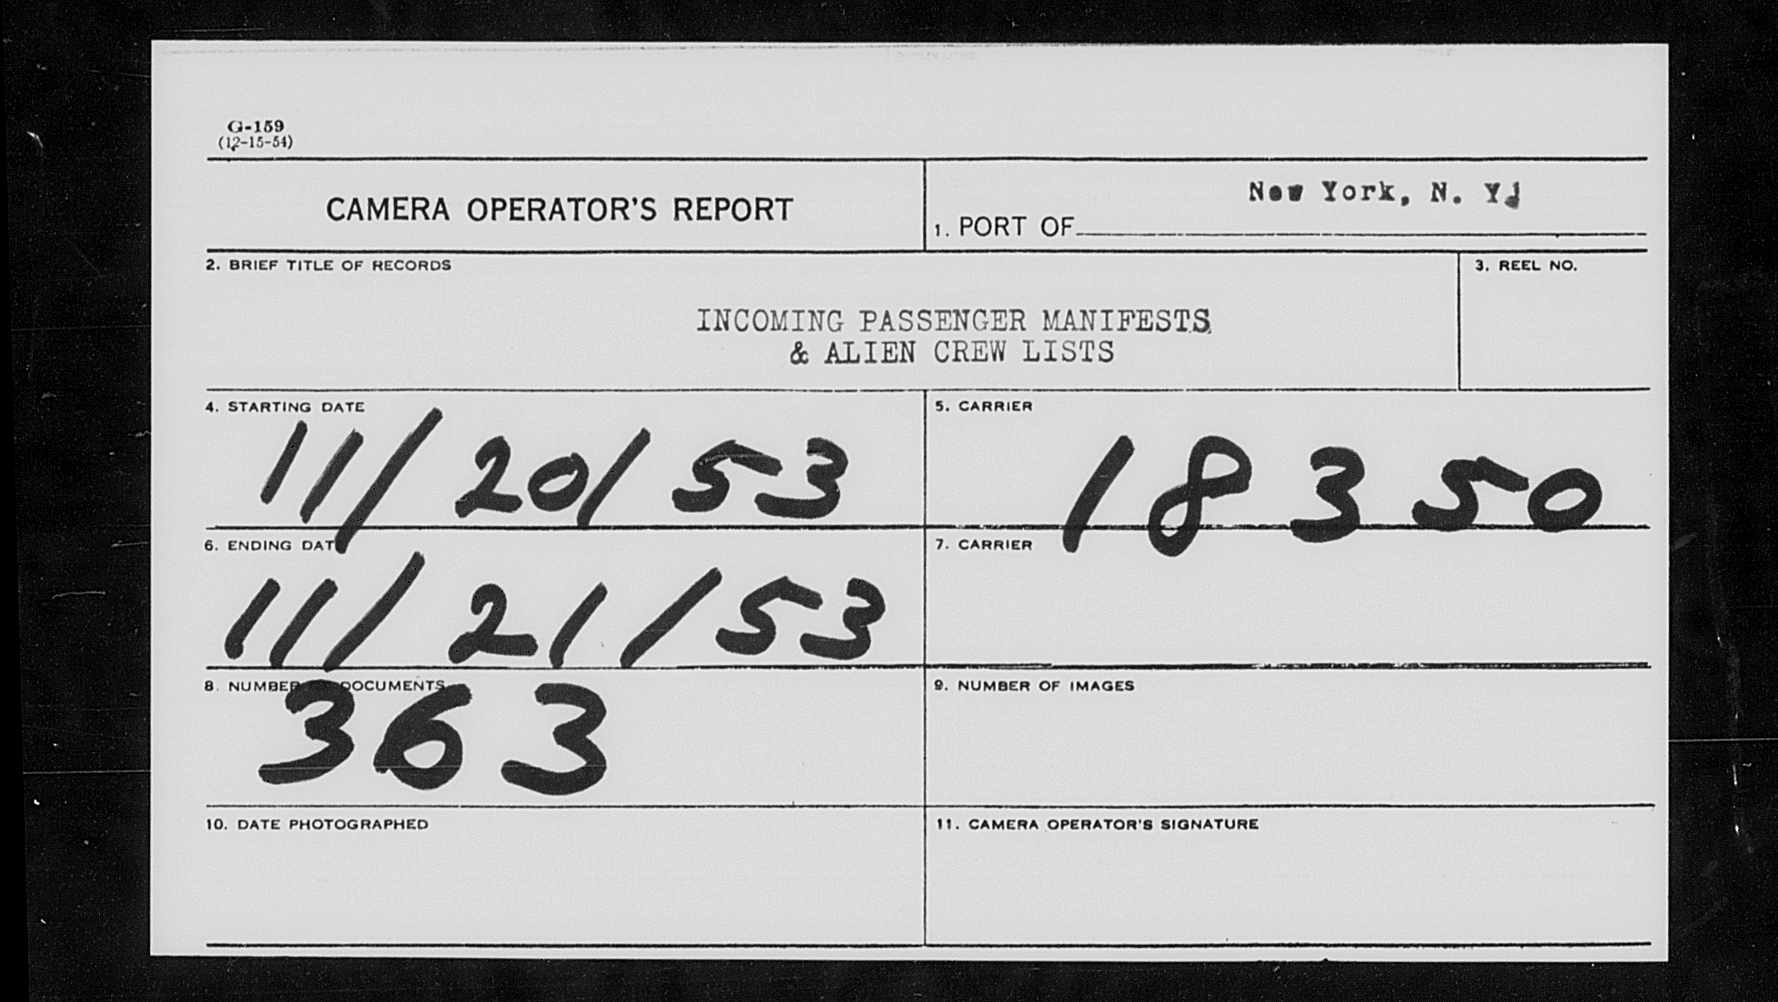 G-159
(12-15-54)
CAMERA OPERATOR'S REPORT
1. PORT OF New York, N. Y.
2. BRIEF TITLE OF RECORDS
3. REEL NO.
INCOMING PASSENGER MANIFESTS
& ALIEN CREW LISTS
4. STARTING DATE
11/20/53
5. CARRIER
18350
6. ENDING DATE
11/21/53
7. CARRIER
8. NUMBER OF DOCUMENTS
363
9. NUMBER OF IMAGES
10. DATE PHOTOGRAPHED
11. CAMERA OPERATOR'S SIGNATURE